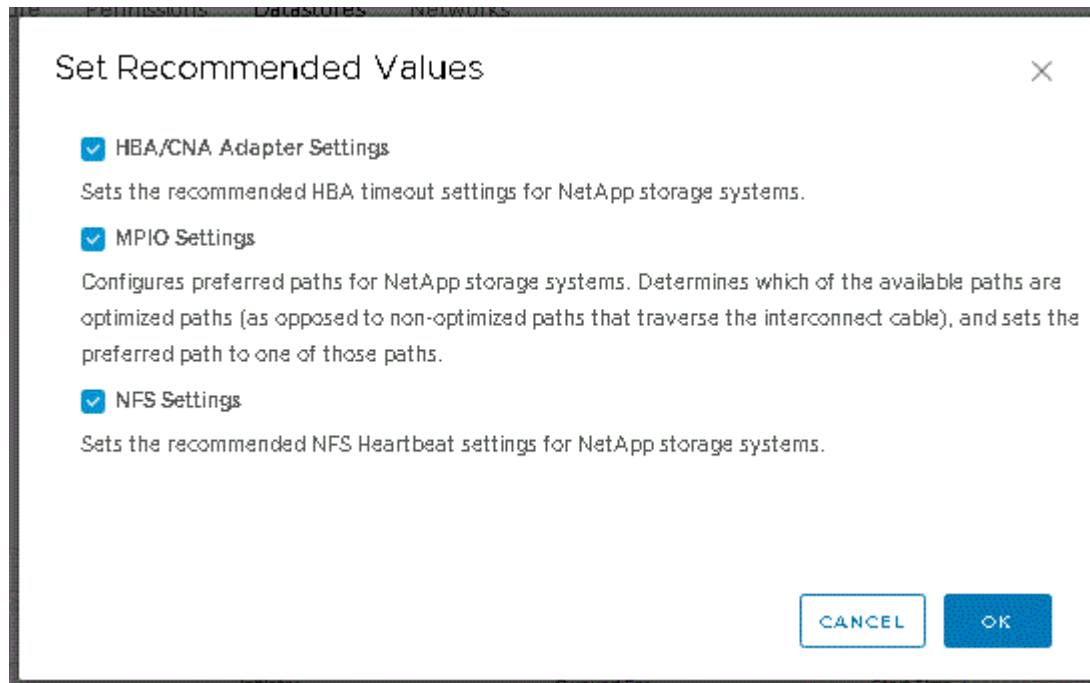 Permissions Datastores Networks
Set Recommended Values
HBA/CNA Adapter Settings
Sets the recommended HBA timeout settings for NetApp storage systems.
MPIO Settings
Configures preferred paths for NetApp storage systems. Determines which of the available paths are
optimized paths (as opposed to non-optimized paths that traverse the interconnect cable), and sets the
preferred path to one of those paths.
NFS Settings
Sets the recommended NFS Heartbeat settings for NetApp storage systems.
CANCEL OK